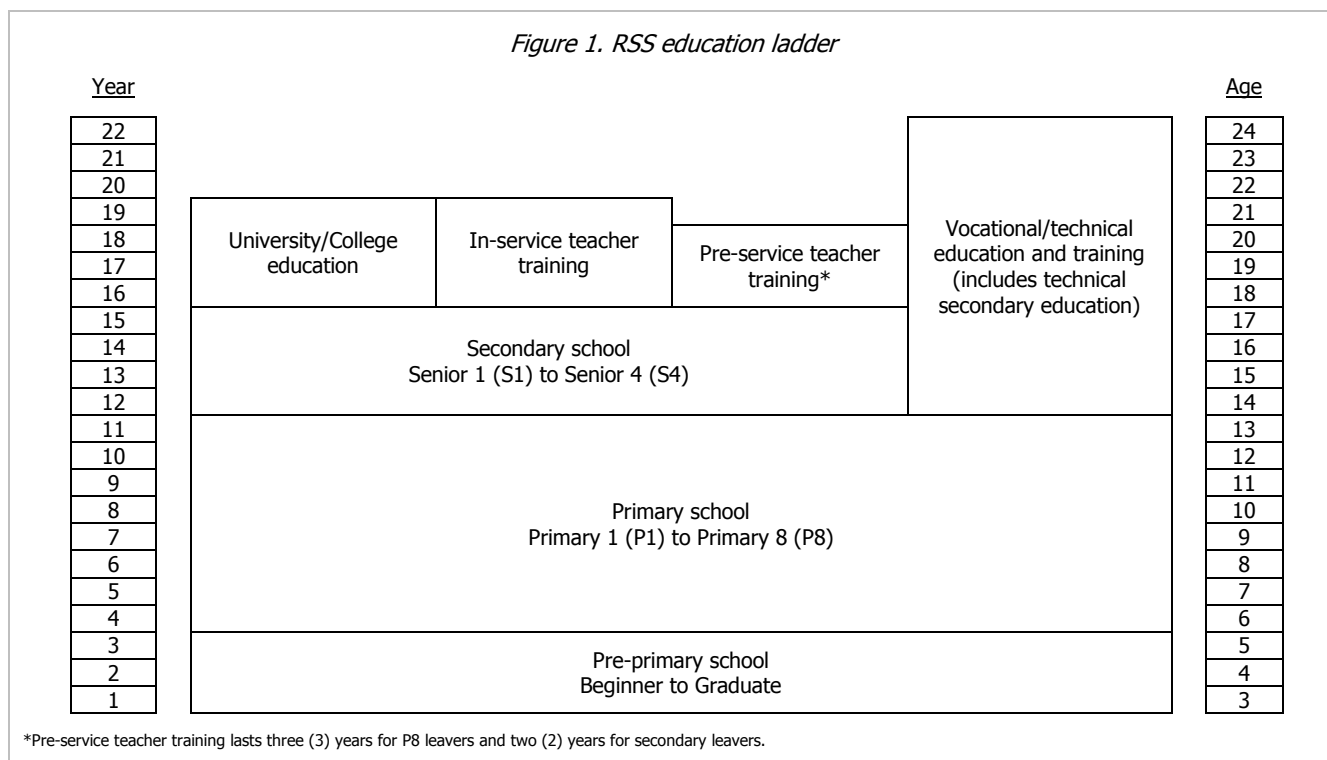 Figure 1. RSS education ladder
Year
Age
22
24
21
23
20
22
19
21
18
20
17
19
16
18
15
17
14
16
13
15
12
14
11
13
10
12
9
11
8
10
7
9
6
8
5
7
4
6
3
5
2
4
1
3
University/College
education
In-service teacher
training
Pre-service teacher
training*
Vocational/technical
education and training
(includes technical
secondary education)
Secondary school
Senior 1 (S1) to Senior 4 (S4)
Primary school
Primary 1 (P1) to Primary 8 (P8)
Pre-primary school
Beginner to Graduate
*Pre-service teacher training lasts three (3) years for P8 leavers and two (2) years for secondary leavers.